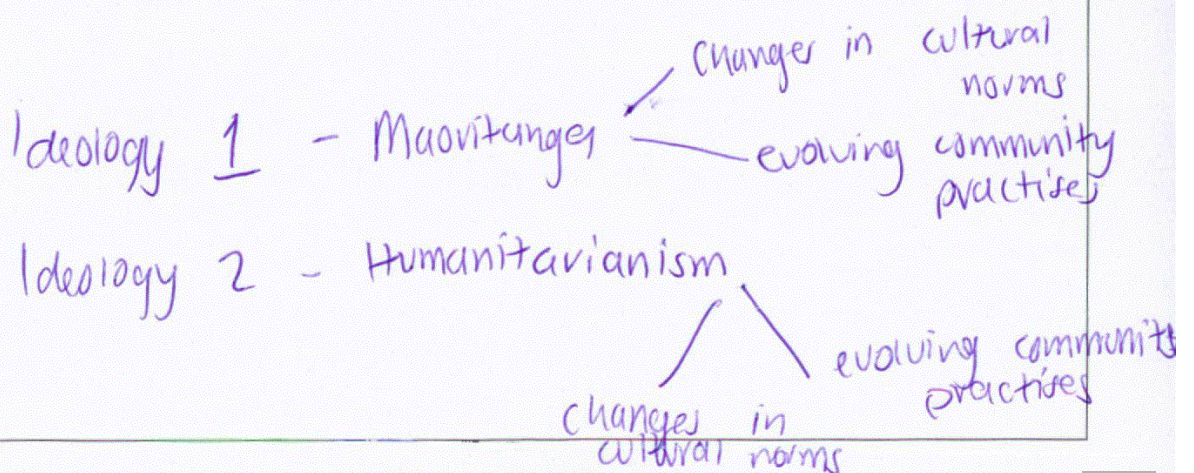 changes in cultural
norms
Ideology 1 - Maoritanges
evolving community
practises
Ideology 2 - Humanitarianism
evolving community
practises
changes in
cultural norms